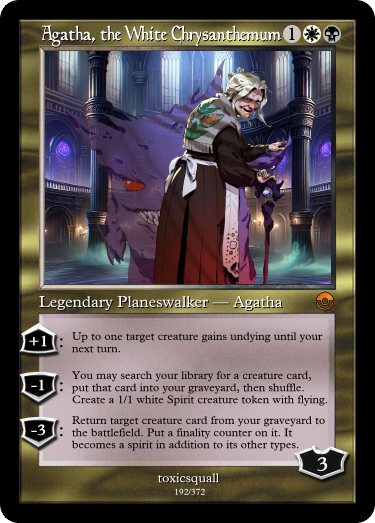 Agatha, the White Chrysanthemum 1
Legendary Planeswalker — Agatha
+1: Up to one target creature gains undying until your
next turn.
-1: You may search your library for a creature card,
put that card into your graveyard, then shuffle.
Create a 1/1 white Spirit creature token with flying.
-3: Return target creature card from your graveyard to
the battlefield. Put a finality counter on it. It
becomes a spirit in addition to its other types.
3
toxicsquall
192/372